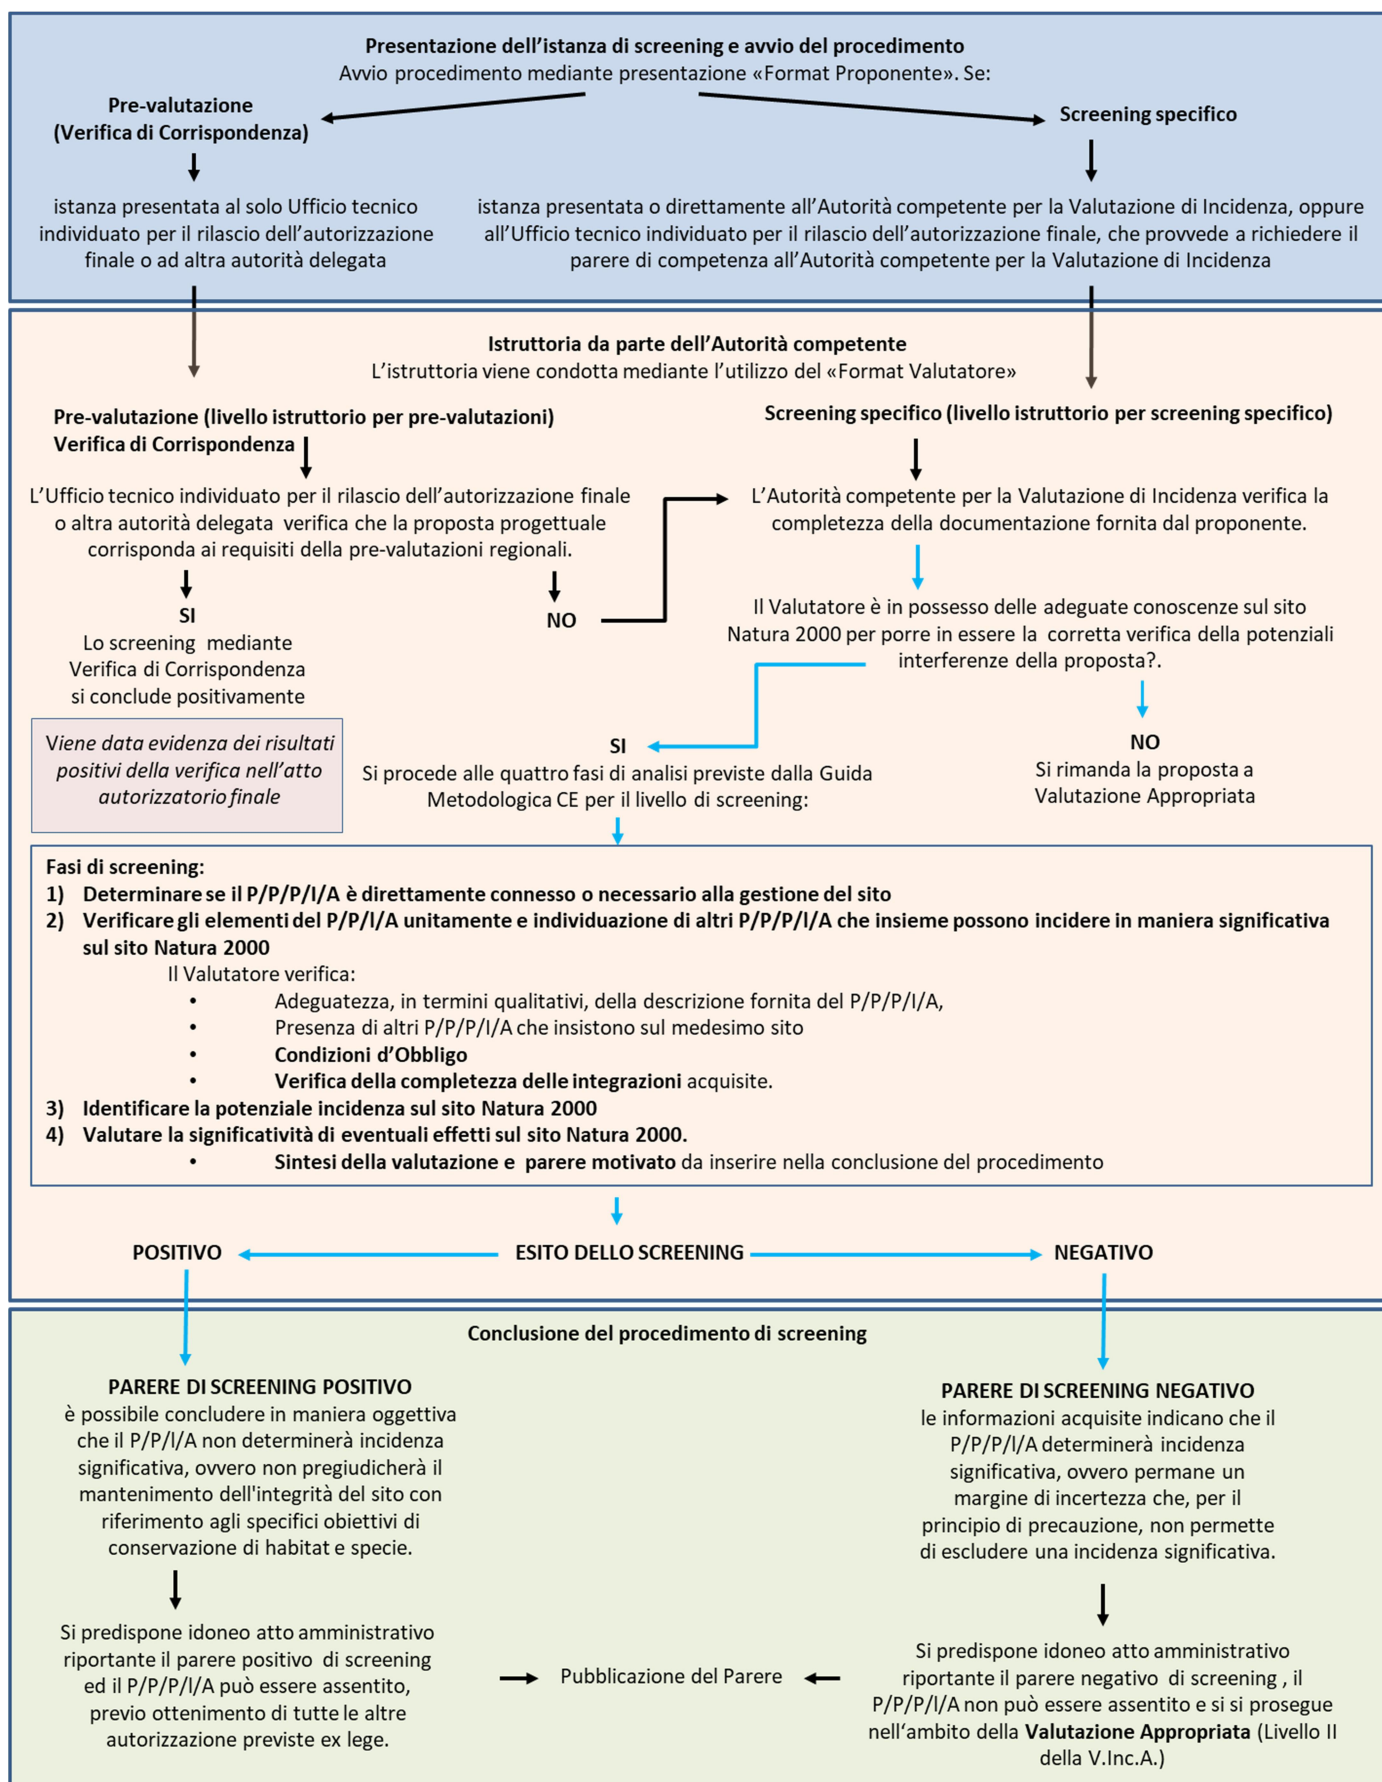 Presentazione dell’istanza di screening e avvio del procedimento
Avvio procedimento mediante presentazione «Format Proponente». Se:
Pre-valutazione
(Verifica di Corrispondenza)
Screening specifico
istanza presentata al solo Ufficio tecnico
individuato per il rilascio dell’autorizzazione
finale o ad altra autorità delegata
istanza presentata o direttamente all’Autorità competente per la Valutazione di Incidenza, oppure
all’Ufficio tecnico individuato per il rilascio dell’autorizzazione finale, che provvede a richiedere il
parere di competenza all’Autorità competente per la Valutazione di Incidenza
Istruttoria da parte dell’Autorità competente
L’istruttoria viene condotta mediante l’utilizzo del «Format Valutatore»
Pre-valutazione (livello istruttorio per pre-valutazioni)
Verifica di Corrispondenza
Screening specifico (livello istruttorio per screening specifico)
L’Ufficio tecnico individuato per il rilascio dell’autorizzazione finale
o altra autorità delegata verifica che la proposta progettuale
corrisponda ai requisiti della pre-valutazioni regionali.
L’Autorità competente per la Valutazione di Incidenza verifica la
completezza della documentazione fornita dal proponente.
SI
Lo screening mediante
Verifica di Corrispondenza
si conclude positivamente
NO
Il Valutatore è in possesso delle adeguate conoscenze sul sito
Natura 2000 per porre in essere la corretta verifica della potenziali
interferenze della proposta?.
Viene data evidenza dei risultati
positivi della verifica nell’atto
autorizzatorio finale
SI
Si procede alle quattro fasi di analisi previste dalla Guida
Metodologica CE per il livello di screening:
NO
Si rimanda la proposta a
Valutazione Appropriata
Fasi di screening:
1) Determinare se il P/P/P/I/A è direttamente connesso o necessario alla gestione del sito
2) Verificare gli elementi del P/P/I/A unitamente e individuazione di altri P/P/P/I/A che insieme possono incidere in maniera significativa
sul sito Natura 2000
Il Valutatore verifica:
• Adeguatezza, in termini qualitativi, della descrizione fornita del P/P/P/I/A,
• Presenza di altri P/P/P/I/A che insistono sul medesimo sito
• Condizioni d’Obbligo
• Verifica della completezza delle integrazioni acquisite.
3) Identificare la potenziale incidenza sul sito Natura 2000
4) Valutare la significatività di eventuali effetti sul sito Natura 2000.
• Sintesi della valutazione e parere motivato da inserire nella conclusione del procedimento
POSITIVO
ESITO DELLO SCREENING
NEGATIVO
Conclusione del procedimento di screening
PARERE DI SCREENING POSITIVO
è possibile concludere in maniera oggettiva
che il P/P/I/A non determinerà incidenza
significativa, ovvero non pregiudicherà il
mantenimento dell'integrità del sito con
riferimento agli specifici obiettivi di
conservazione di habitat e specie.
PARERE DI SCREENING NEGATIVO
le informazioni acquisite indicano che il
P/P/P/I/A determinerà incidenza
significativa, ovvero permane un
margine di incertezza che, per il
principio di precauzione, non permette
di escludere una incidenza significativa.
Si predispone idoneo atto amministrativo
riportante il parere positivo di screening
ed il P/P/P/I/A può essere assentito,
previo ottenimento di tutte le altre
autorizzazione previste ex lege.
Pubblicazione del Parere
Si predispone idoneo atto amministrativo
riportante il parere negativo di screening , il
P/P/P/I/A non può essere assentito e si si prosegue
nell‘ambito della Valutazione Appropriata (Livello II
della V.Inc.A.)